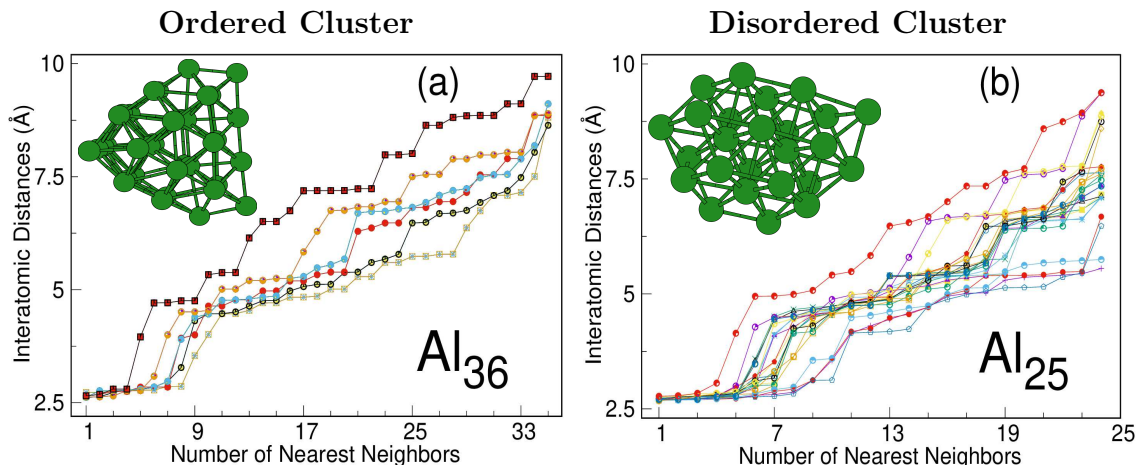 Ordered Cluster
Disordered Cluster
(a)
(b)
Al36
Al25
Interatomic Distances (Å)
10
7.5
5
2.5
1
9
17
25
33
Number of Nearest Neighbors
Interatomic Distances (Å)
10
7.5
5
2.5
1
7
13
19
25
Number of Nearest Neighbors